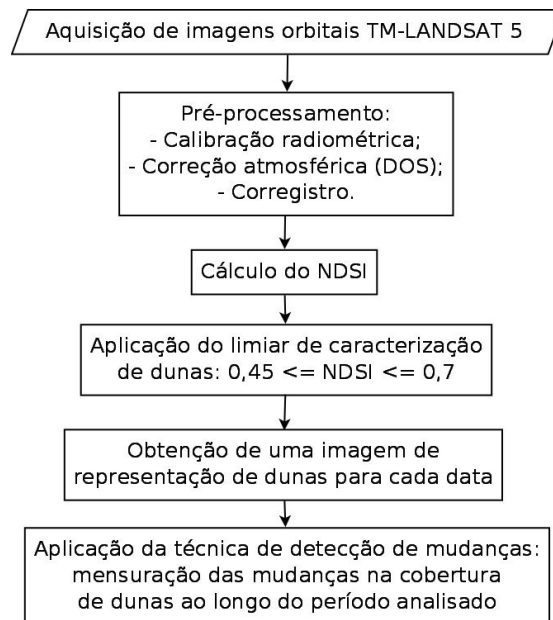 Aquisição de imagens orbitais TM-LANDSAT 5
Pré-processamento:
- Calibração radiométrica;
- Correção atmosférica (DOS);
- Corregistro.
Cálculo do NDSI
Aplicação do limiar de caracterização
de dunas: 0,45 <= NDSI <= 0,7
Obtenção de uma imagem de
representação de dunas para cada data
Aplicação da técnica de detecção de mudanças:
mensuração das mudanças na cobertura
de dunas ao longo do período analisado